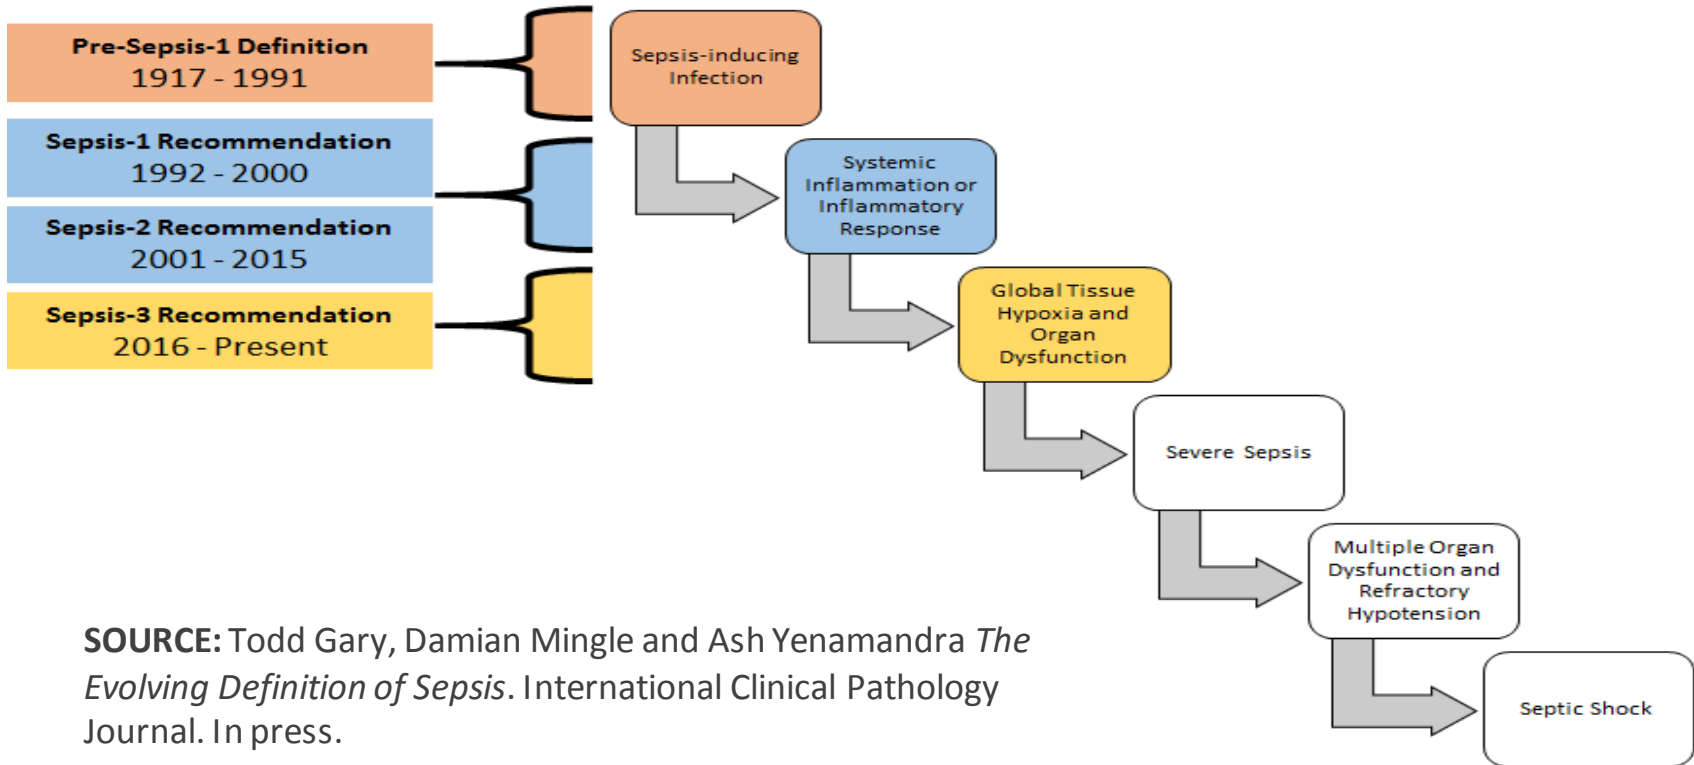 Pre-Sepsis-1 Definition
1917 - 1991
Sepsis-1 Recommendation
1992 - 2000
Sepsis-2 Recommendation
2001 - 2015
Sepsis-3 Recommendation
2016 - Present
Sepsis-inducing
Infection
Systemic
Inflammation or
Inflammatory
Response
Global Tissue
Hypoxia and
Organ
Dysfunction
Severe Sepsis
Multiple Organ
Dysfunction and
Refractory
Hypotension
Septic Shock
SOURCE: Todd Gary, Damian Mingle and Ash Yenamandra The
Evolving Definition of Sepsis. International Clinical Pathology
Journal. In press.